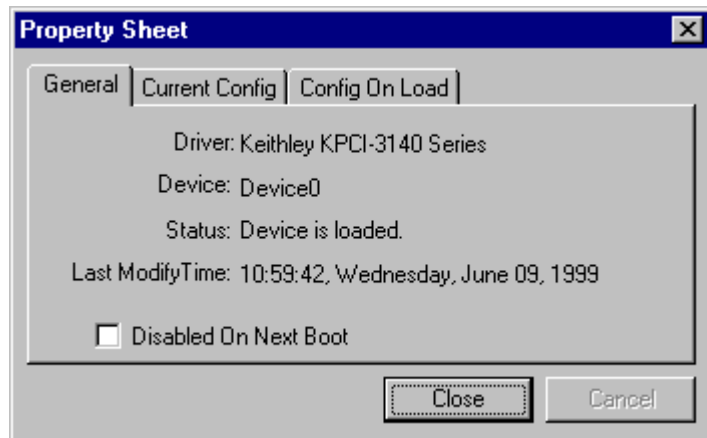 Property Sheet
General Current Config Config On Load
Driver: Keithley KPCI-3140 Series
Device: Device0
Status: Device is loaded.
Last ModifyTime: 10:59:42, Wednesday, June 09, 1999
Disabled On Next Boot
Close Cancel